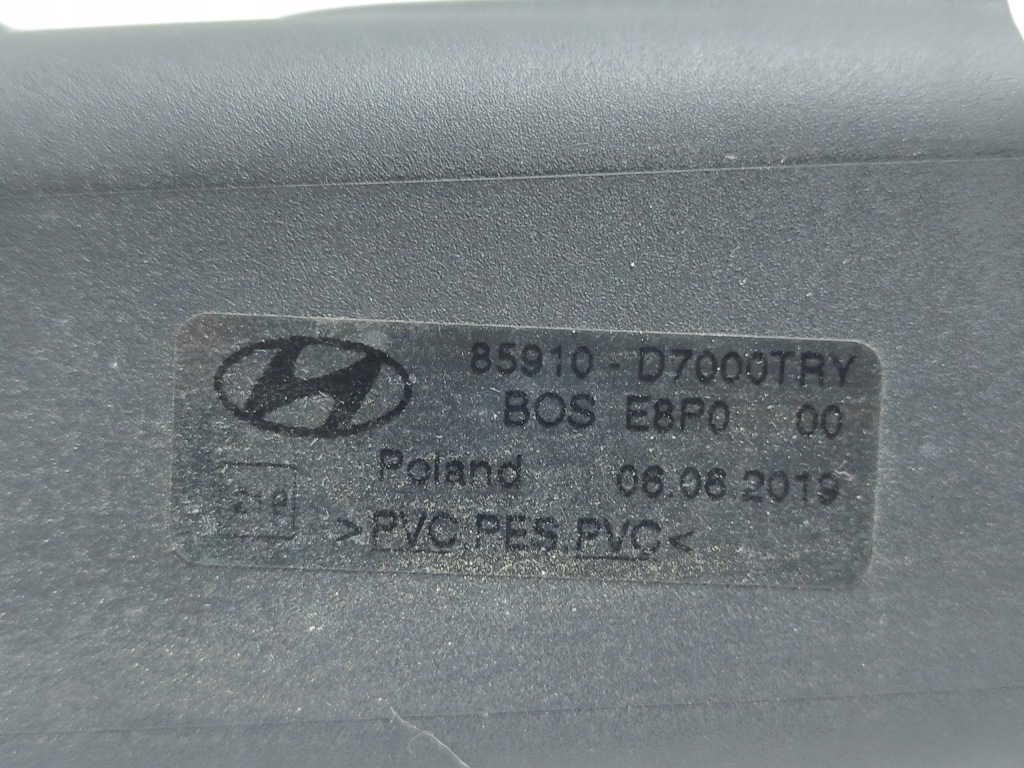 85910 - D7000TRY
BOS E8P0 00
Poland 06.06.2019
>PVC.PES.PVC<